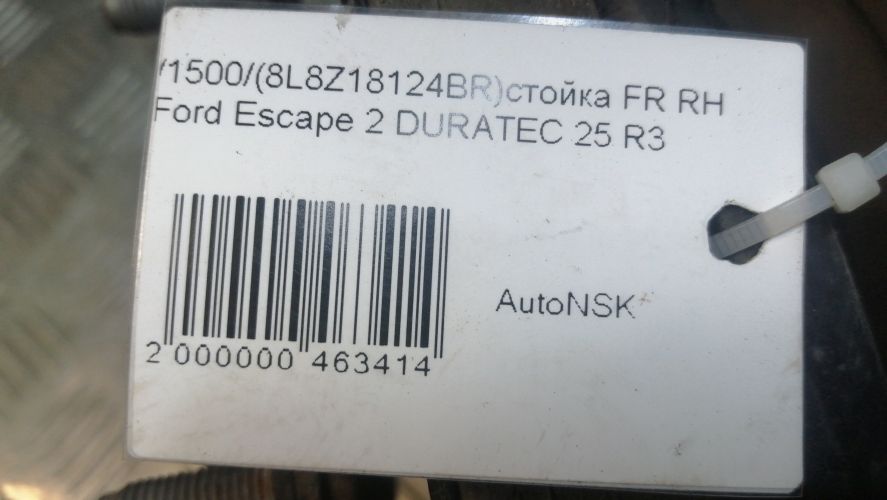 /1500/(8L8Z18124BR)стойка FR RH
Ford Escape 2 DURATEC 25 R3
AutoNSK
2 000000 463414